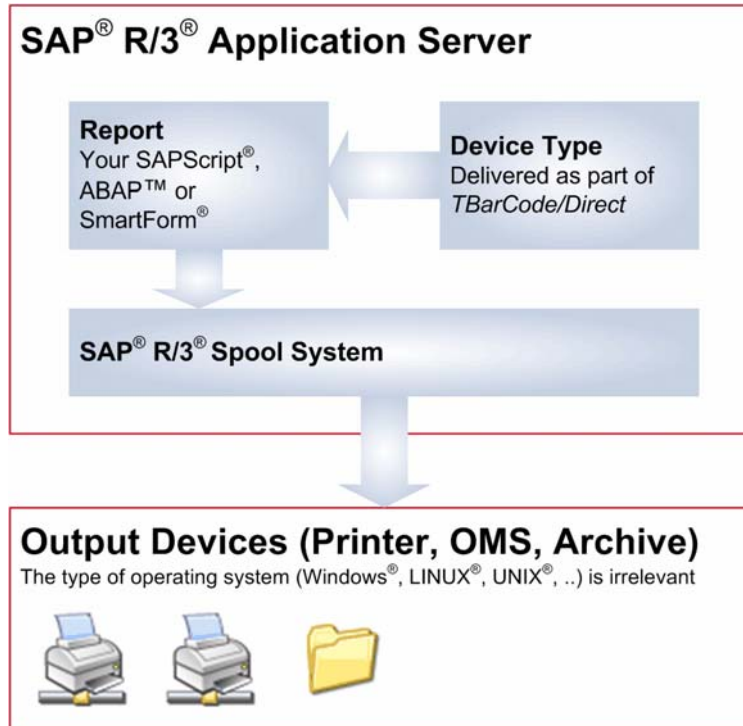 SAP® R/3® Application Server
Report
Your SAPScript®,
ABAP™ or
SmartForm®
Device Type
Delivered as part of
TBarCode/Direct
SAP® R/3® Spool System
Output Devices (Printer, OMS, Archive)
The type of operating system (Windows®, LINUX®, UNIX®, ..) is irrelevant